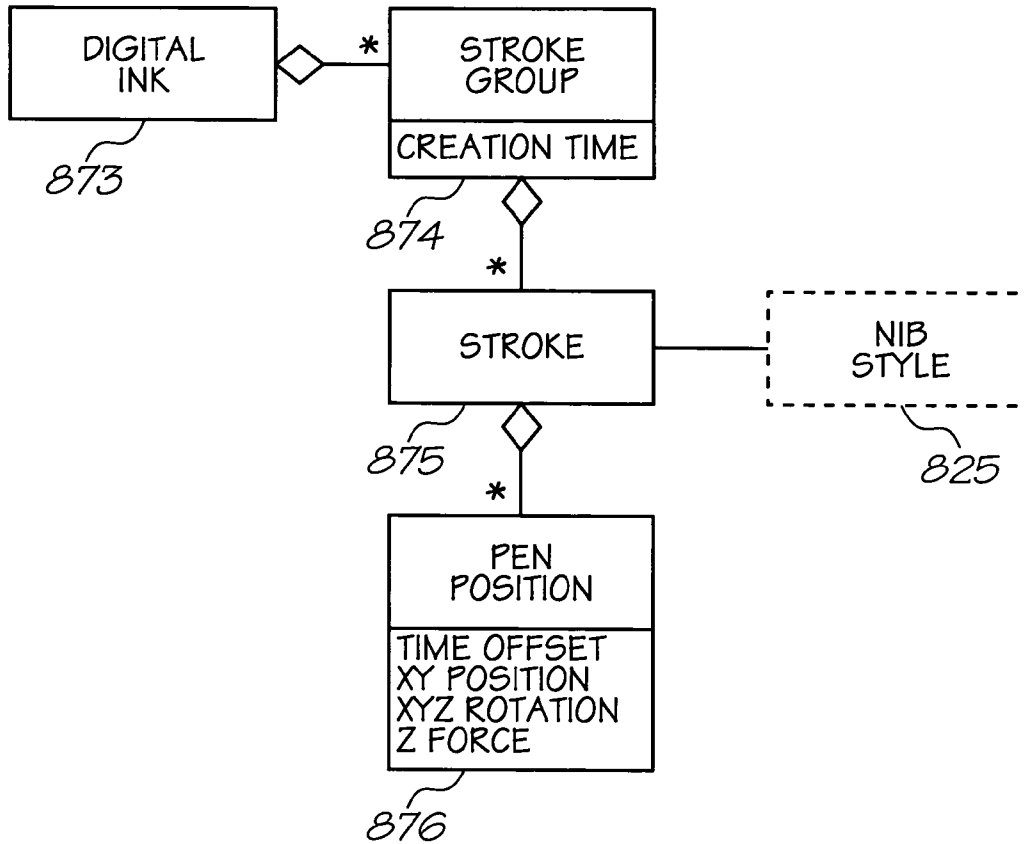 DIGITAL
INK
*
STROKE
GROUP
CREATION TIME
873
874
*
STROKE
NIB
STYLE
875
825
*
PEN
POSITION
TIME OFFSET
XY POSITION
XYZ ROTATION
Z FORCE
876